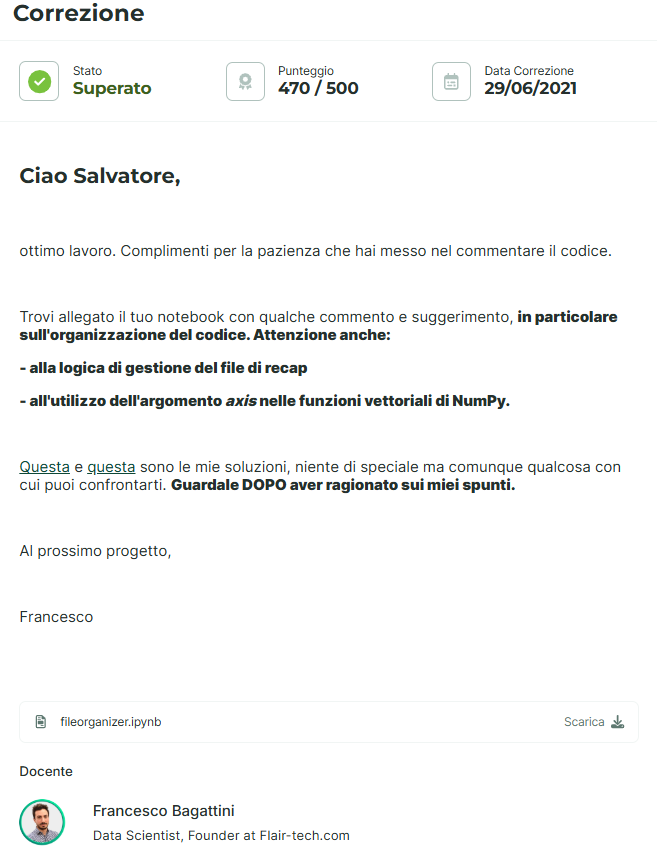 Correzione
Stato
Superato
Punteggio
470 / 500
Data Correzione
29/06/2021
Ciao Salvatore,
ottimo lavoro. Complimenti per la pazienza che hai messo nel commentare il codice.
Trovi allegato il tuo notebook con qualche commento e suggerimento, in particolare
sull'organizzazione del codice. Attenzione anche:
- alla logica di gestione del file di recap
- all'utilizzo dell'argomento axis nelle funzioni vettoriali di NumPy.
Questa e questa sono le mie soluzioni, niente di speciale ma comunque qualcosa con
cui puoi confrontarti. Guardale DOPO aver ragionato sui miei spunti.
Al prossimo progetto,
Francesco
fileorganizer.ipynb
Scarica
Docente
Francesco Bagattini
Data Scientist, Founder at Flair-tech.com